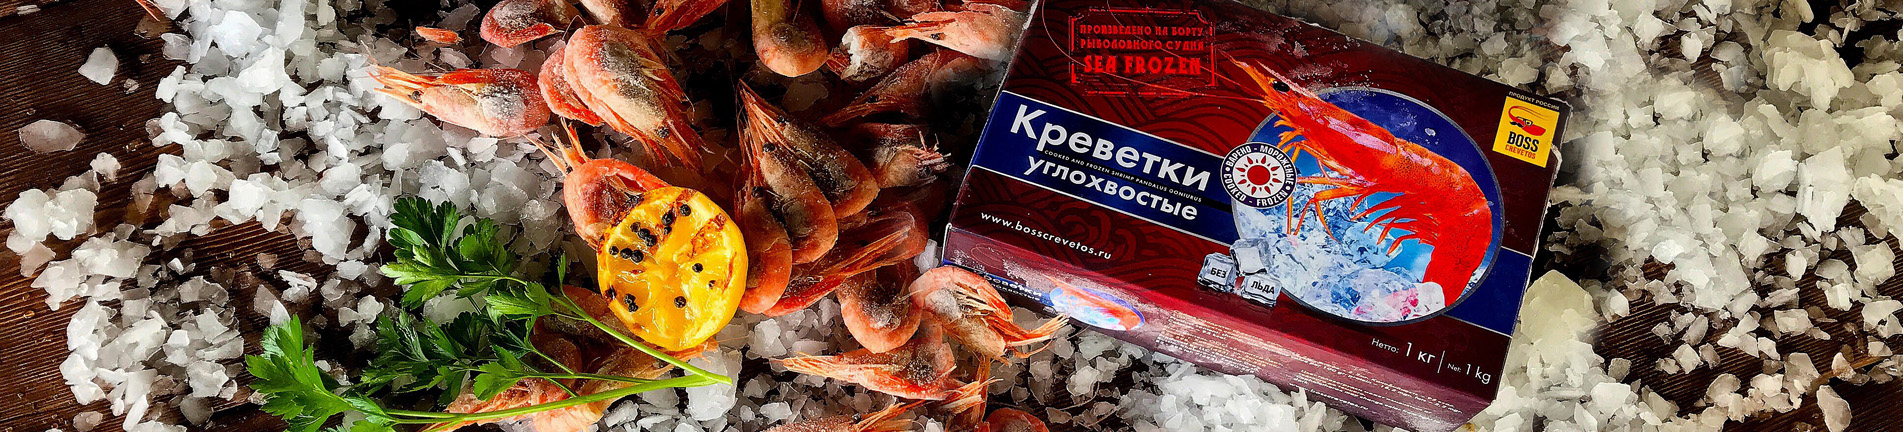 ПРОИЗВЕДЕНО НА БОРТУ
РЫБОЛОВНОГО СУДНА
SEA FROZEN
ПРОДУКТ РОССИИ
BOSS
CREVETOS
Креветки
COOKED AND FROZEN SHRIMP PANDALUS GONIURUS
углохвостые
ВАРЕНО - МОРОЖЕНЫЕ
COOKED - FROZEN
www.bosscrevetos.ru
БЕЗ
ЛЬДА
Нетто: 1 кг | Net: 1 kg
Креветки